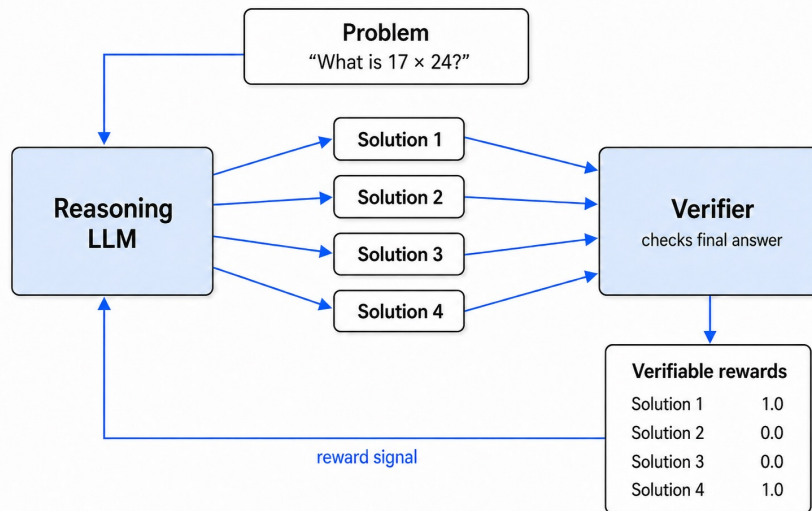 Problem
“What is 17 × 24?”
Reasoning
LLM
Solution 1
Solution 2
Solution 3
Solution 4
Verifier
checks final answer
Verifiable rewards
Solution 1 1.0
Solution 2 0.0
Solution 3 0.0
Solution 4 1.0
reward signal